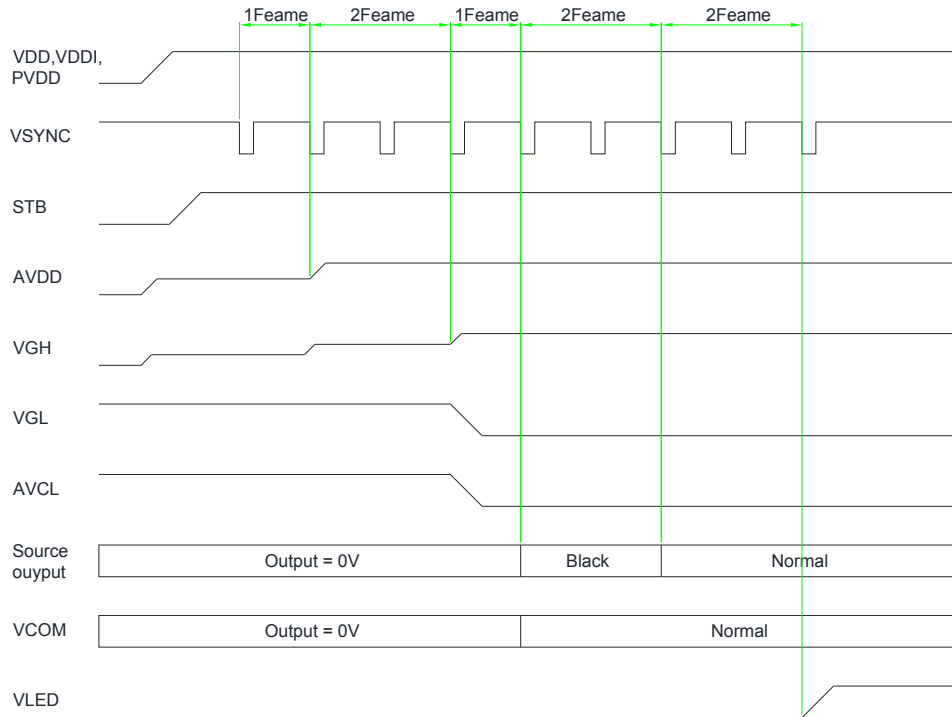 1Feame 2Feame 1Feame 2Feame 2Feame
VDD,VDDI,
PVDD
VSYNC
STB
AVDD
VGH
VGL
AVCL
Source
ouyput
Output = 0V Black Normal
VCOM Output = 0V Normal
VLED